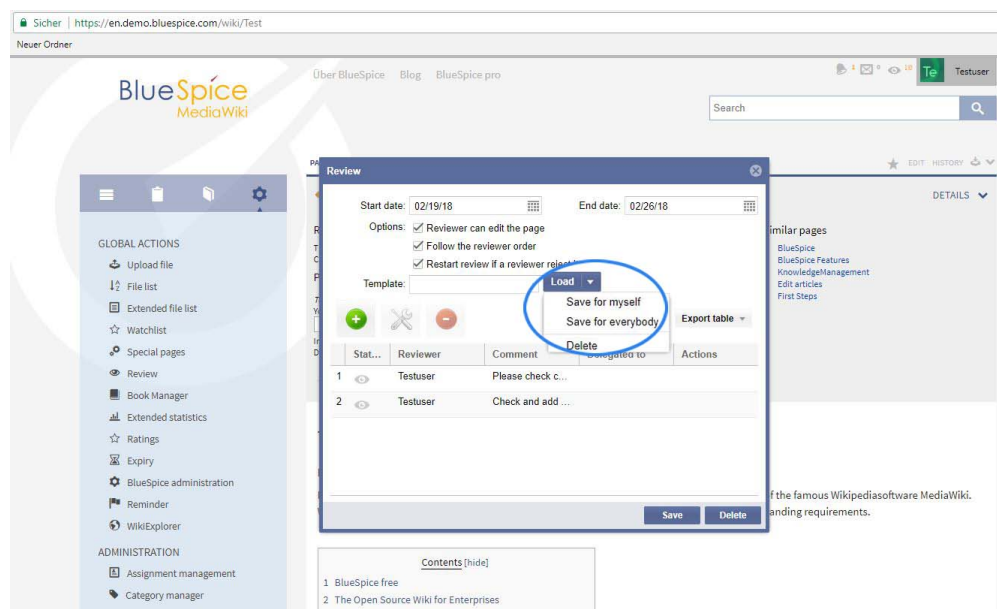 Sicher | https://en.demo.bluespice.com/wiki/Test
Neuer Ordner
Über BlueSpice Blog BlueSpice pro
1 0 Te Testuser
BlueSpice
MediaWiki
Search
PA
EDIT HISTORY
DETAILS
GLOBAL ACTIONS
Upload file
File list
Extended file list
Watchlist
Special pages
Review
Book Manager
Extended statistics
Ratings
Expiry
BlueSpice administration
Reminder
WikiExplorer
ADMINISTRATION
Assignment management
Category manager
Review
Start date: 02/19/18 End date: 02/26/18
Options: Reviewer can edit the page
Follow the reviewer order
Restart review if a reviewer reject
Template: Load
Save for myself
Save for everybody
Delete
Export table
Stat... Reviewer Comment Delegated to Actions
1 Testuser Please check c...
2 Testuser Check and add ...
Save Delete
imilar pages
BlueSpice
BlueSpice Features
KnowledgeManagement
Edit articles
First Steps
f the famous Wikipediasoftware MediaWiki.
anding requirements.
Contents [hide]
1 BlueSpice free
2 The Open Source Wiki for Enterprises